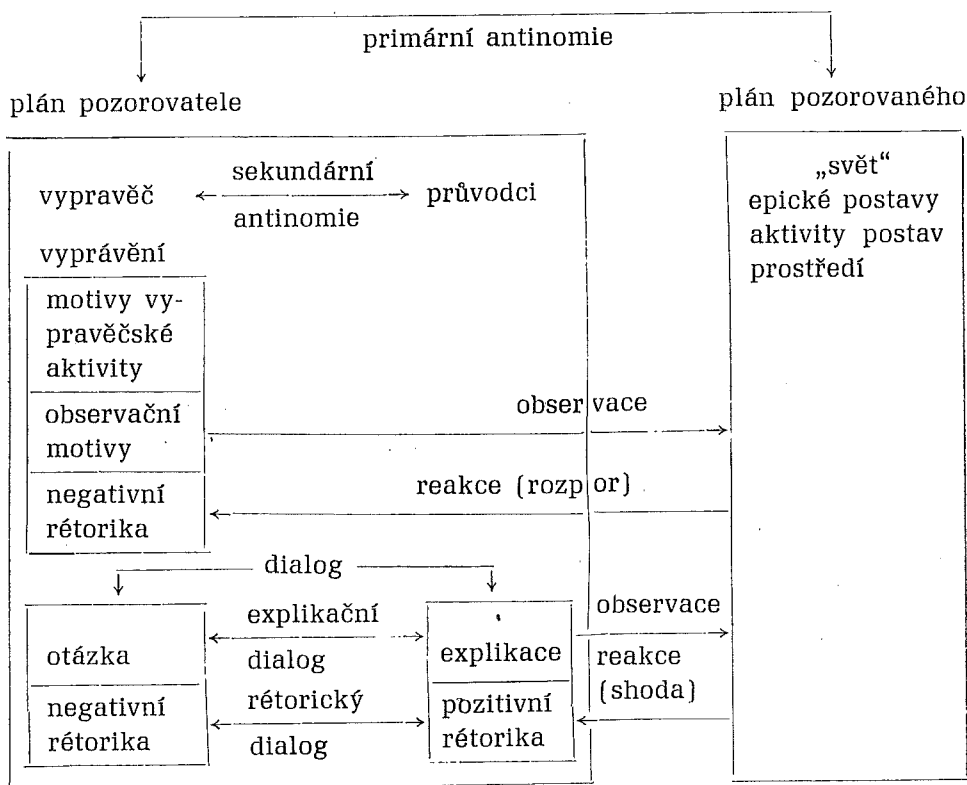 primární antinomie
plán pozorovatele
plán pozorovaného
vypravěč
sekundární
antinomie
průvodci
„svět“
epické postavy
aktivity postav
prostředí
vyprávění
motivy vy-
pravěčské
aktivity
observační
motivy
negativní
rétorika
observace
reakce (rozpor)
dialog
otázka
negativní
rétorika
explikační
dialog
rétorický
dialog
explikace
pozitivní
rétorika
observace
reakce
(shoda)